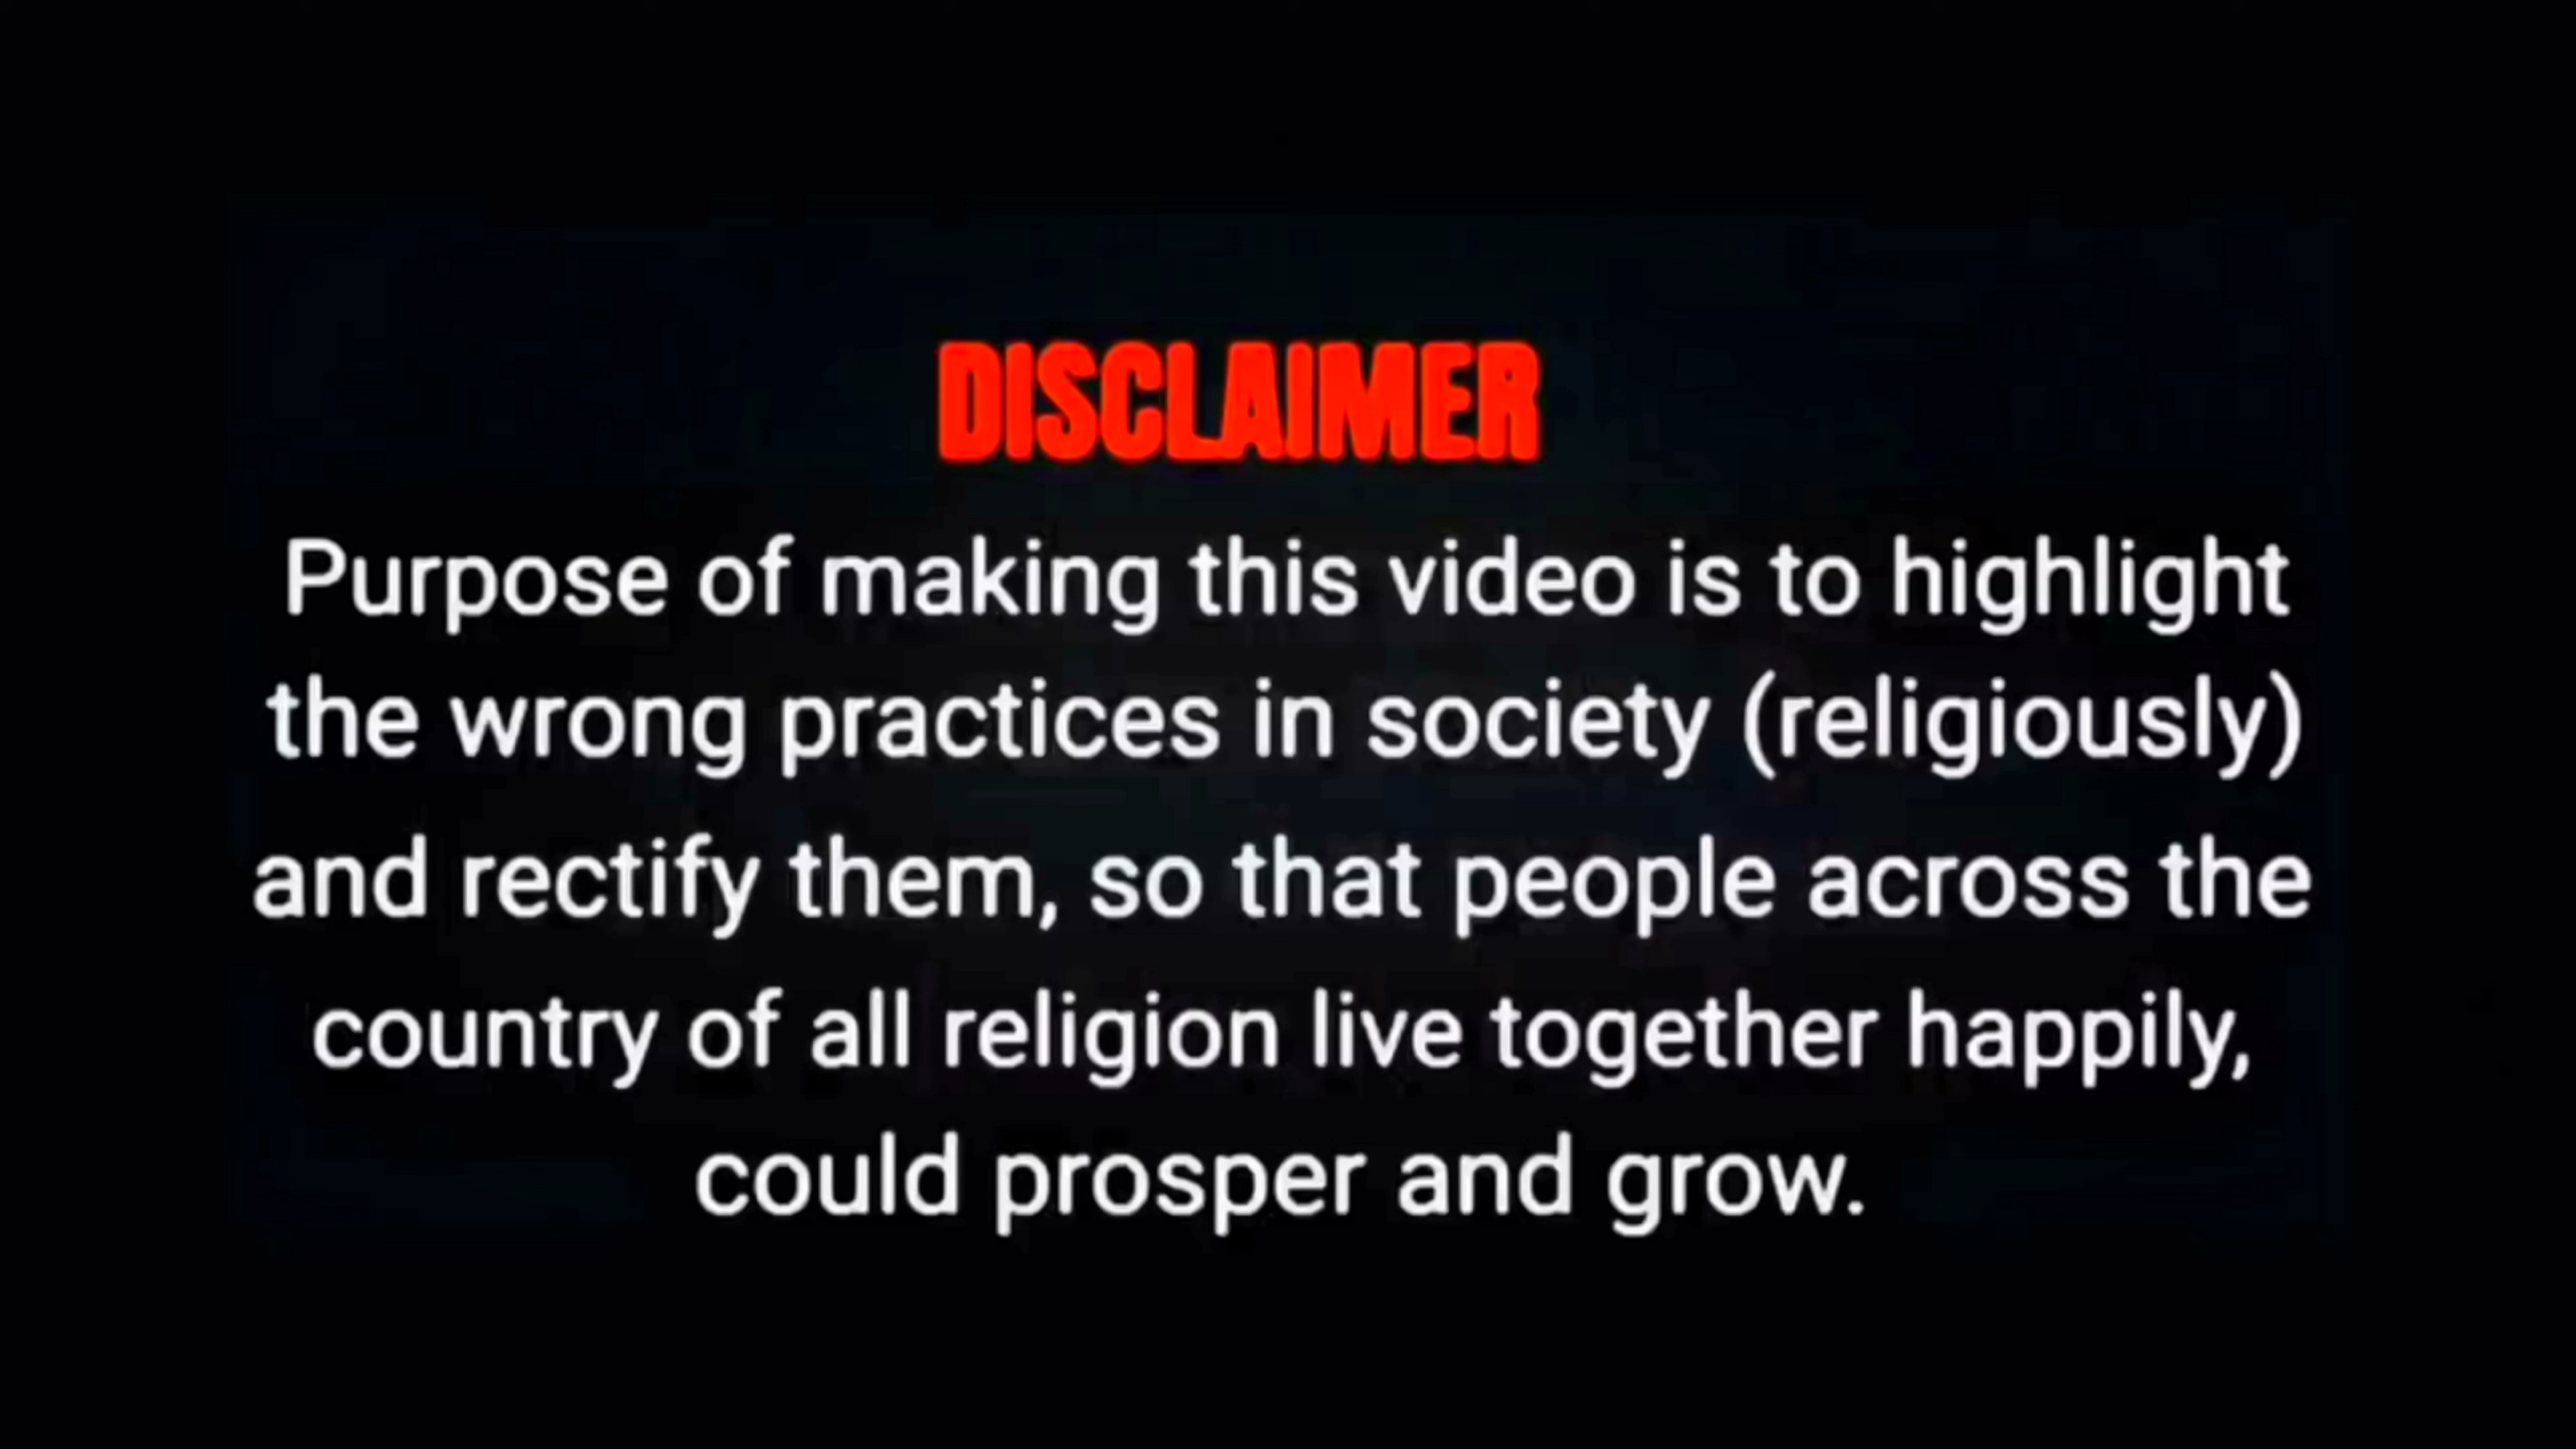 DISCLAIMER
Purpose of making this video is to highlight
the wrong practices in society (religiously)
and rectify them, so that people across the
country of all religion live together happily,
could prosper and grow.